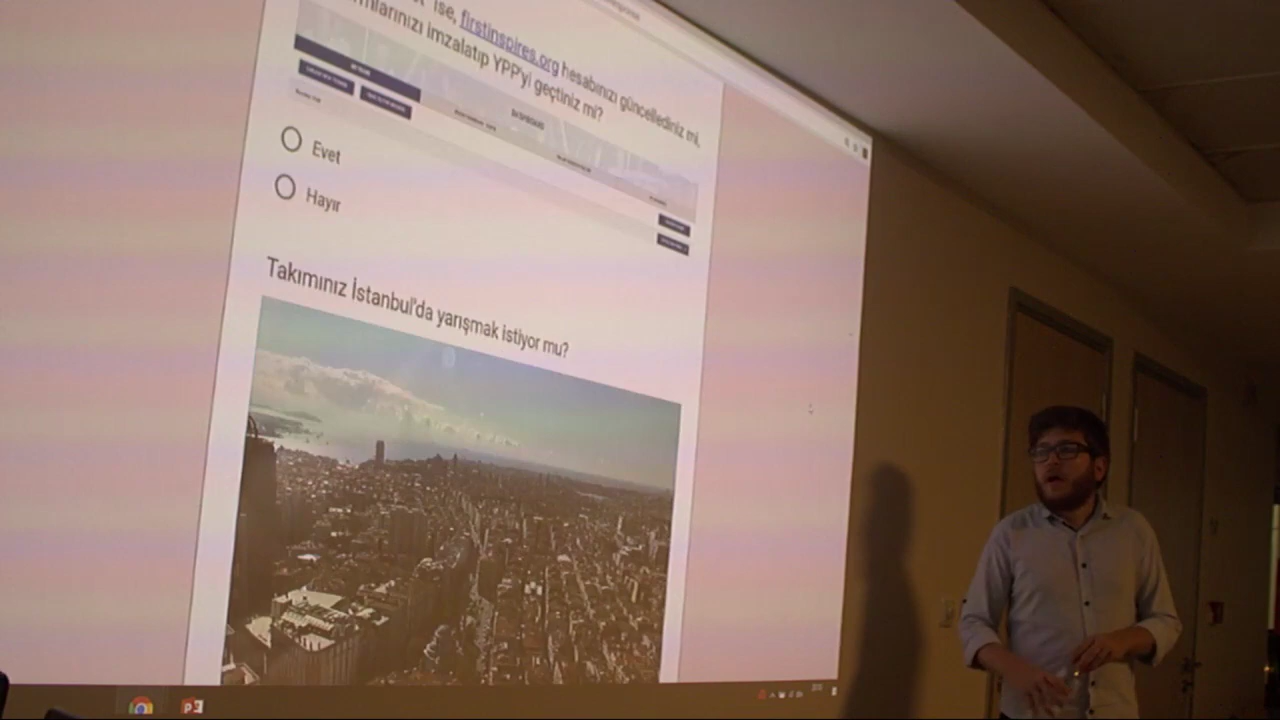 ise, firstinspires.org hesabınızı güncellediniz mi,
imzalatıp YPP'yi geçtiniz mi?
DASHBOARD
Evet
Hayır
Takımınız İstanbul'da yarışmak istiyor mu?